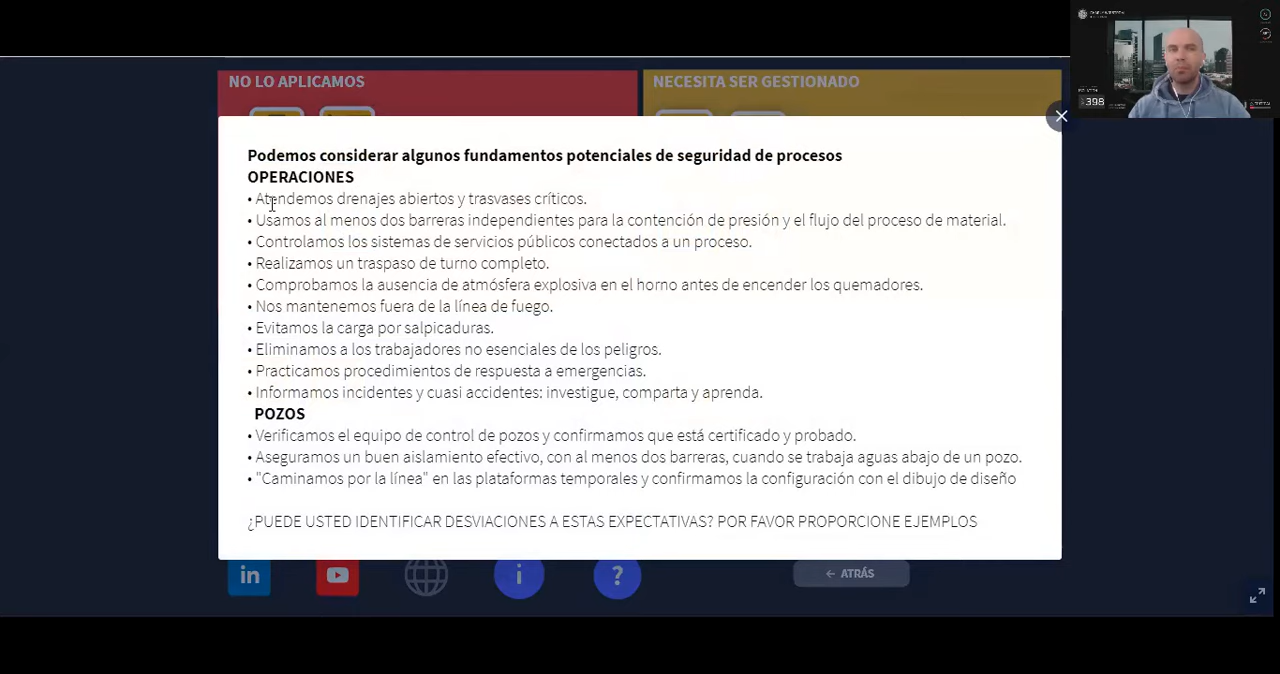 NO LO APLICAMOS
NECESITA SER GESTIONADO
Podemos considerar algunos fundamentos potenciales de seguridad de procesos
OPERACIONES
• Atendemos drenajes abiertos y trasvases críticos.
• Usamos al menos dos barreras independientes para la contención de presión y el flujo del proceso de material.
• Controlamos los sistemas de servicios públicos conectados a un proceso.
• Realizamos un traspaso de turno completo.
• Comprobamos la ausencia de atmósfera explosiva en el horno antes de encender los quemadores.
• Nos mantenemos fuera de la línea de fuego.
• Evitamos la carga por salpicaduras.
• Eliminamos a los trabajadores no esenciales de los peligros.
• Practicamos procedimientos de respuesta a emergencias.
• Informamos incidentes y cuasi accidentes: investigue, comparta y aprenda.
POZOS
• Verificamos el equipo de control de pozos y confirmamos que está certificado y probado.
• Aseguramos un buen aislamiento efectivo, con al menos dos barreras, cuando se trabaja aguas abajo de un pozo.
• "Caminamos por la línea" en las plataformas temporales y confirmamos la configuración con el dibujo de diseño
¿PUEDE USTED IDENTIFICAR DESVIACIONES A ESTAS EXPECTATIVAS? POR FAVOR PROPORCIONE EJEMPLOS
in
i
?
← ATRÁS
398